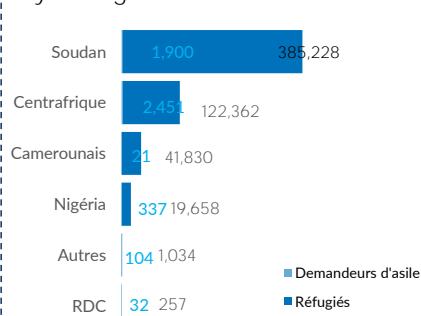 Soudan 1,900 385,228
Centrafrique 2,451 122,362
Camerounais 21 41,830
Nigéria 337 19,658
Autres 104 1,034
Demandeurs d'asile
RDC 32 257
Réfugiés